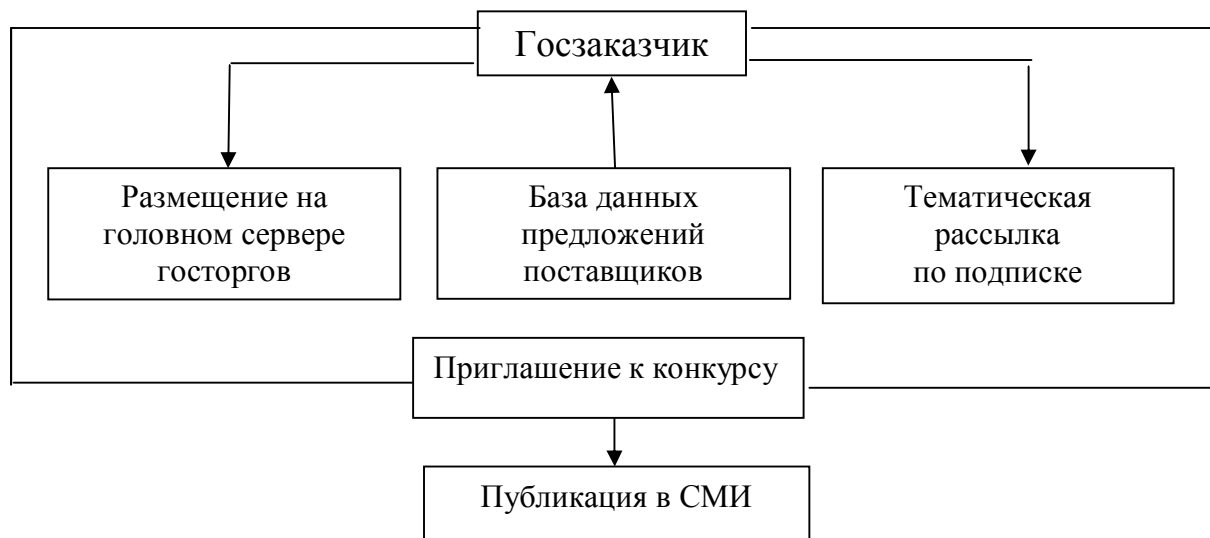 Госзаказчик
Размещение на
головном сервере
госторгов
База данных
предложений
поставщиков
Тематическая
рассылка
по подписке
Приглашение к конкурсу
Публикация в СМИ